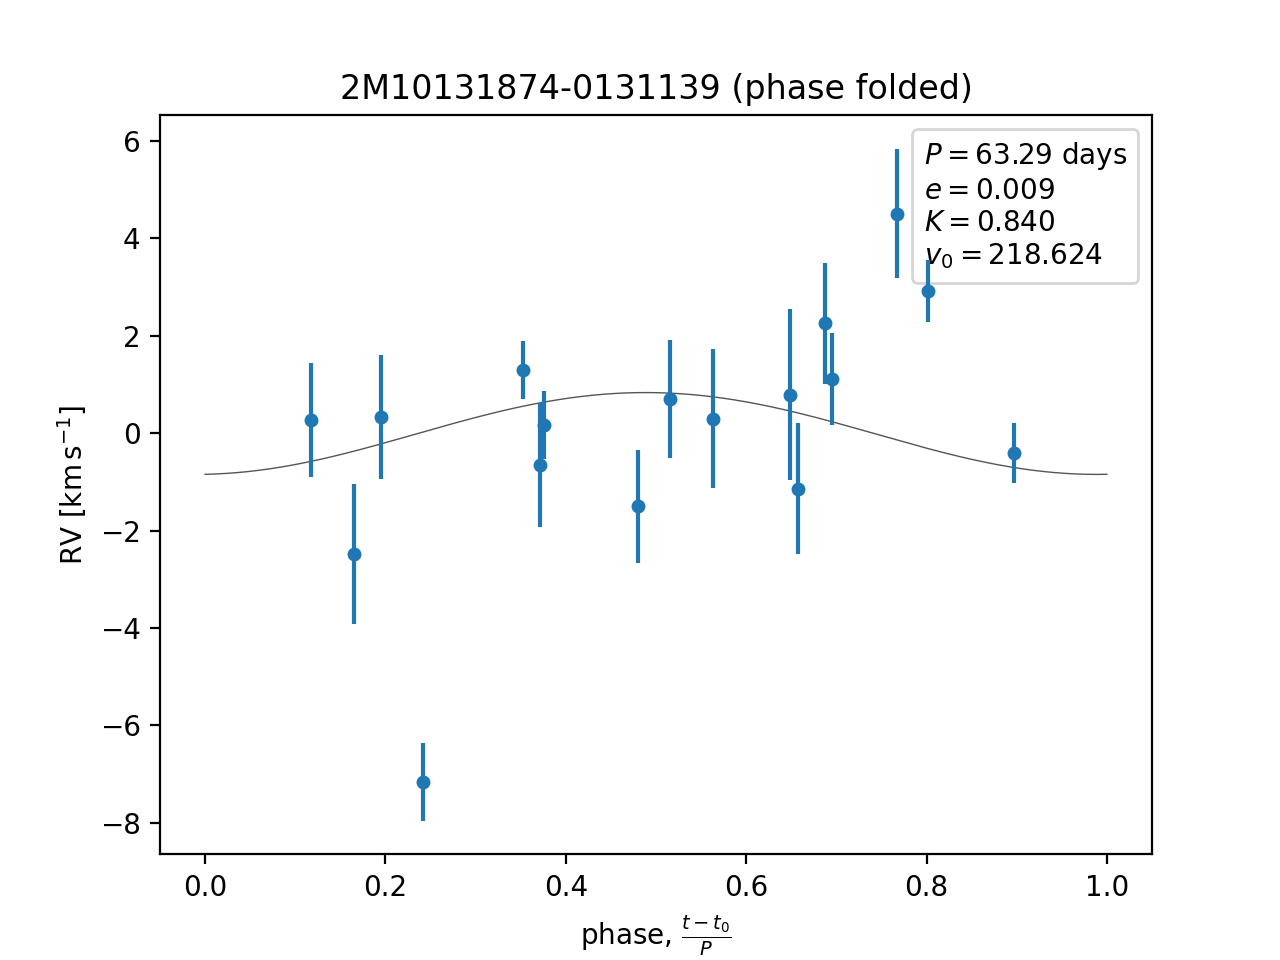 2M10131874-0131139 (phase folded)
P = 63.29 days
e = 0.009
K = 0.840
v₀ = 218.624
6
4
2
0
−2
−4
−6
−8
RV [km s⁻¹]
0.0 0.2 0.4 0.6 0.8 1.0
phase, (t − t₀)/P